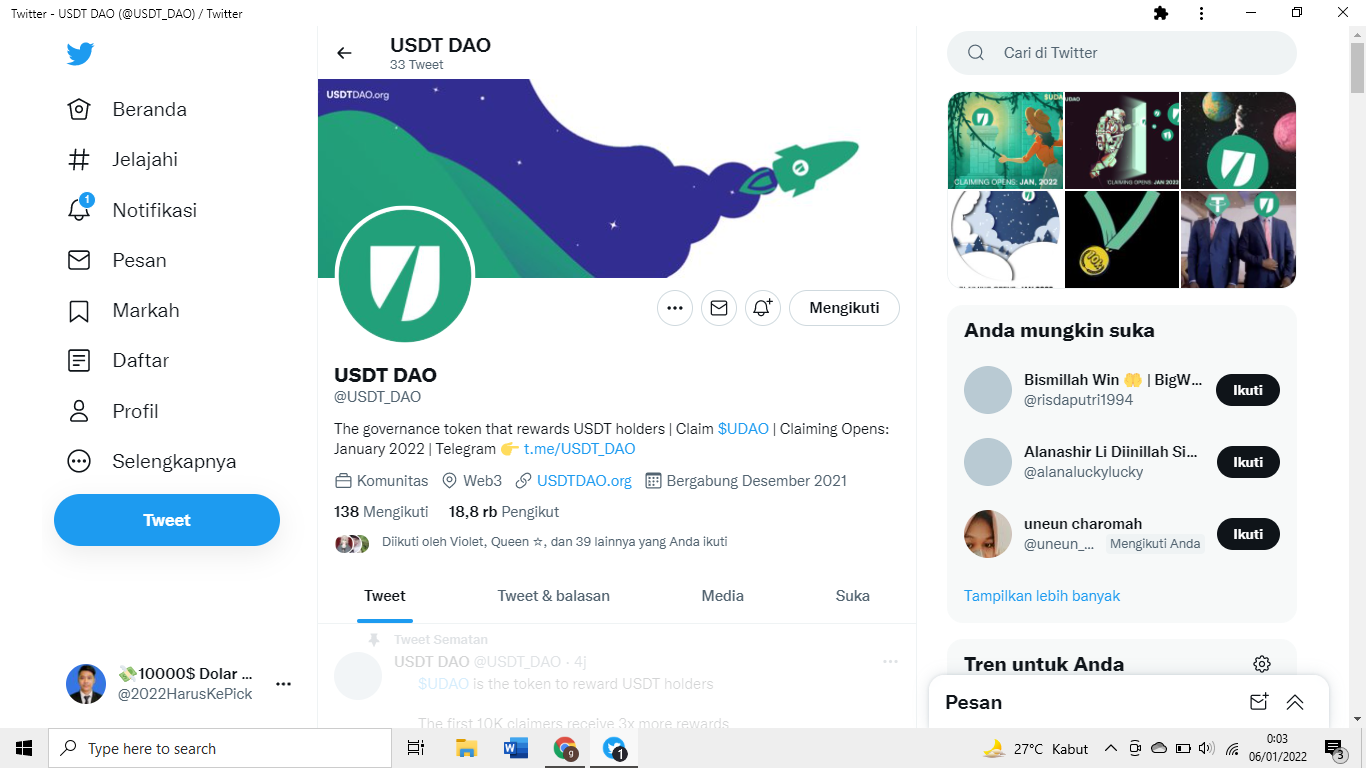 Twitter - USDT DAO (@USDT_DAO) / Twitter
Beranda
Jelajahi
1
Notifikasi
Pesan
Markah
Daftar
Profil
Selengkapnya
Tweet
💸10000$ Dolar ...
@2022HarusKePick
USDT DAO
33 Tweet
USDTDAO.org
Mengikuti
USDT DAO
@USDT_DAO
The governance token that rewards USDT holders | Claim $UDAO | Claiming Opens:
January 2022 | Telegram 👉 t.me/USDT_DAO
Komunitas Web3 USDTDAO.org Bergabung Desember 2021
138 Mengikuti 18,8 rb Pengikut
Diikuti oleh Violet, Queen ☆, dan 39 lainnya yang Anda ikuti
Tweet Tweet & balasan Media Suka
Tweet Sematan
USDT DAO @USDT_DAO · 4j
$UDAO is the token to reward USDT holders
The first 10K claimers receive 3x more rewards
Cari di Twitter
CLAIMING OPENS: JAN, 2022
CLAIMING OPENS: JAN 2022
10k
Anda mungkin suka
Bismillah Win 🤲 | BigW...
@risdaputri1994
Ikuti
Alanashir Li Diinillah Si...
@alanaluckylucky
Ikuti
uneun charomah
@uneun_... Mengikuti Anda
Ikuti
Tampilkan lebih banyak
Tren untuk Anda
Pesan
Type here to search
g
1
27°C Kabut
0:03
06/01/2022
3